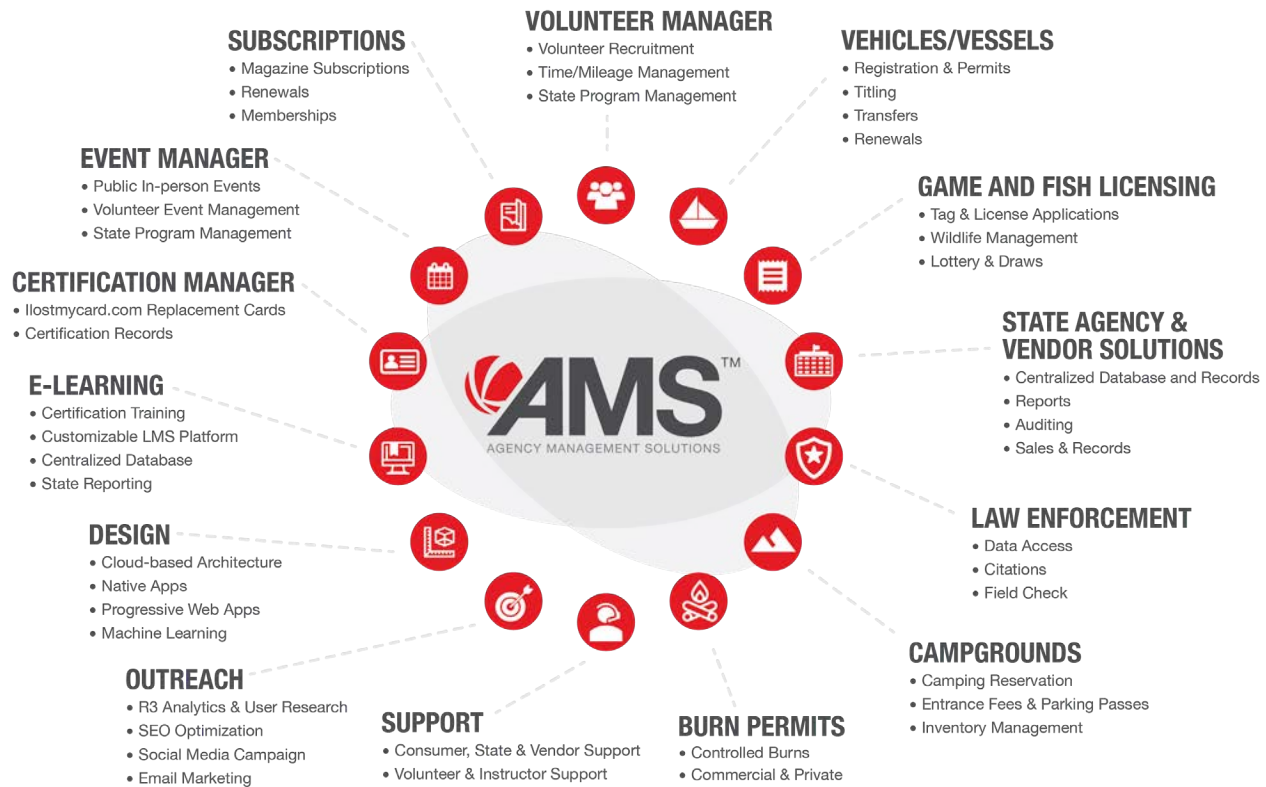 VOLUNTEER MANAGER
• Volunteer Recruitment
• Time/Mileage Management
• State Program Management
VEHICLES/VESSELS
• Registration & Permits
• Titling
• Transfers
• Renewals
GAME AND FISH LICENSING
• Tag & License Applications
• Wildlife Management
• Lottery & Draws
STATE AGENCY &
VENDOR SOLUTIONS
• Centralized Database and Records
• Reports
• Auditing
• Sales & Records
LAW ENFORCEMENT
• Data Access
• Citations
• Field Check
CAMPGROUNDS
• Camping Reservation
• Entrance Fees & Parking Passes
• Inventory Management
BURN PERMITS
• Controlled Burns
• Commercial & Private
SUPPORT
• Consumer, State & Vendor Support
• Volunteer & Instructor Support
OUTREACH
• R3 Analytics & User Research
• SEO Optimization
• Social Media Campaign
• Email Marketing
DESIGN
• Cloud-based Architecture
• Native Apps
• Progressive Web Apps
• Machine Learning
E-LEARNING
• Certification Training
• Customizable LMS Platform
• Centralized Database
• State Reporting
CERTIFICATION MANAGER
• Ilostmycard.com Replacement Cards
• Certification Records
EVENT MANAGER
• Public In-person Events
• Volunteer Event Management
• State Program Management
SUBSCRIPTIONS
• Magazine Subscriptions
• Renewals
• Memberships
AMS™
AGENCY MANAGEMENT SOLUTIONS